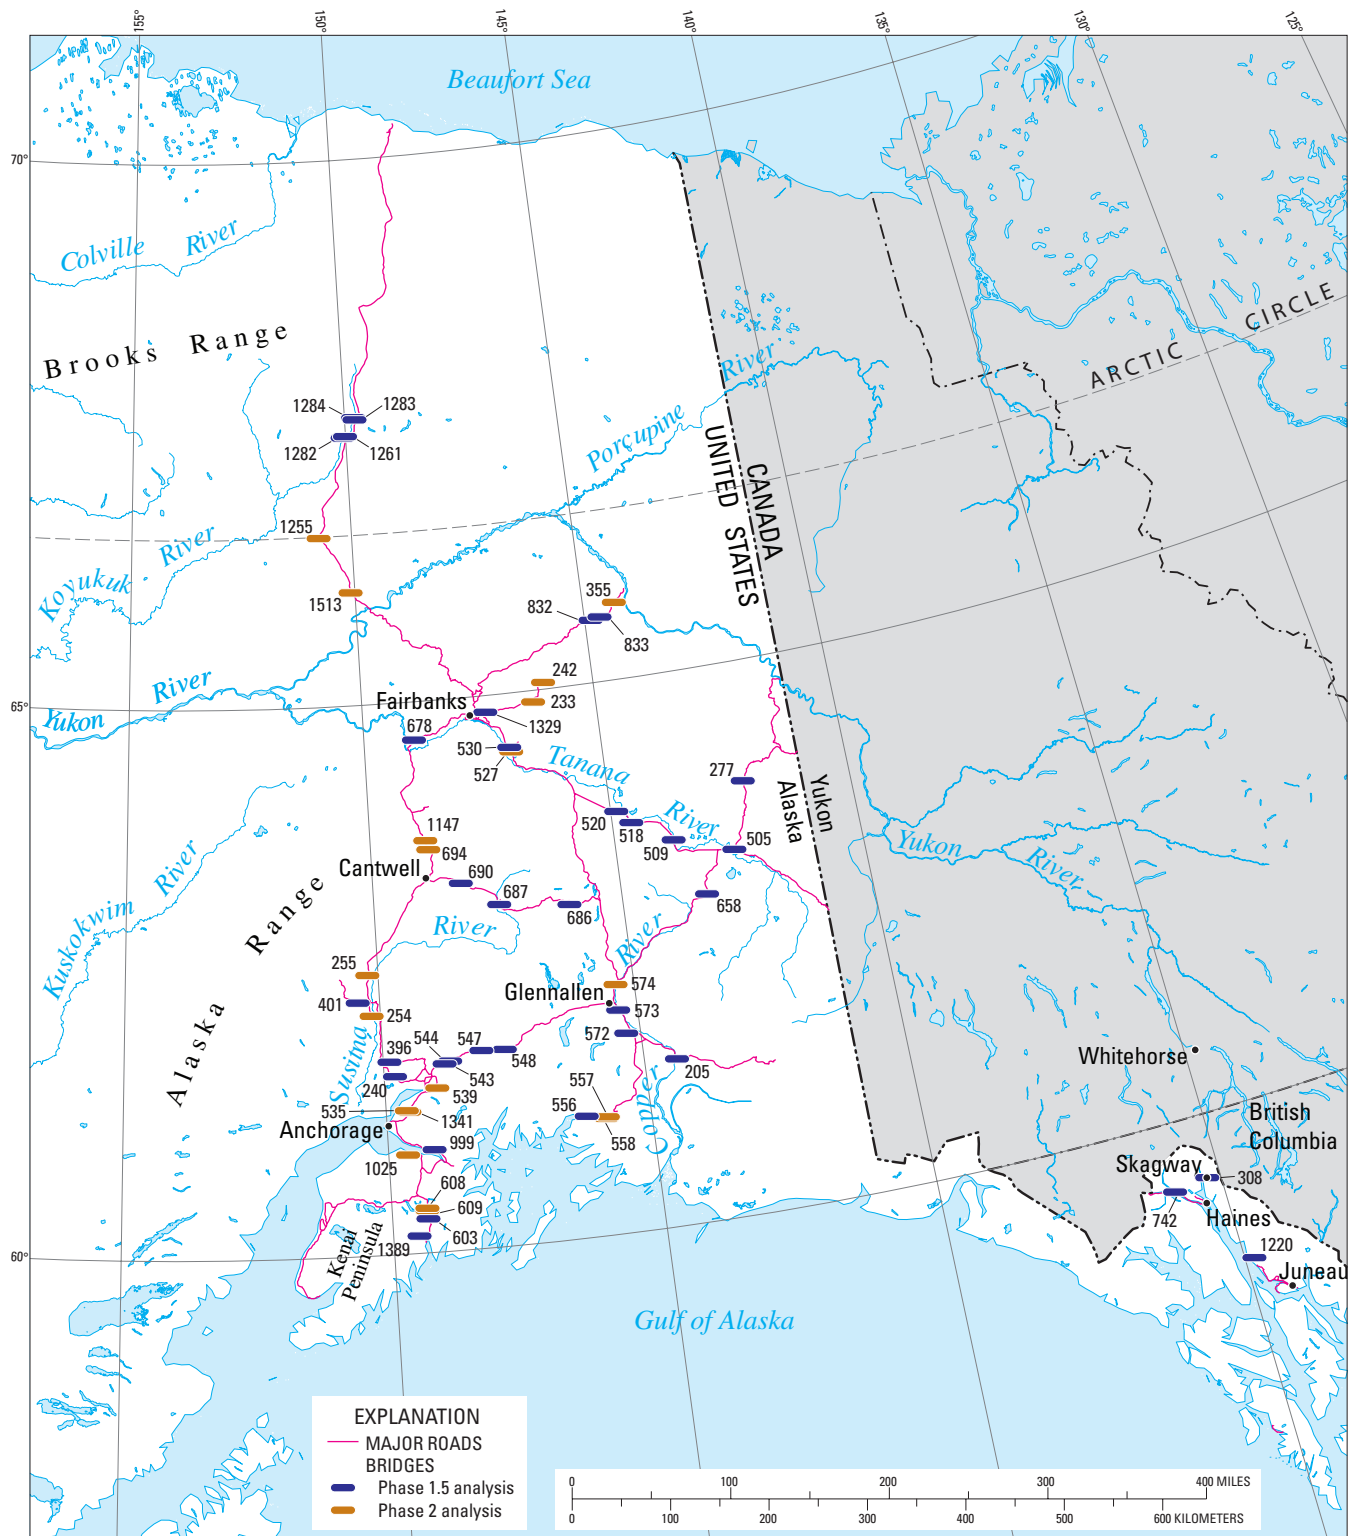 155°
150°
145°
140°
135°
130°
125°
Beaufort Sea
70°
Colville River
Brooks Range
CIRCLE
ARCTIC
River
Porçupine
1284
1283
1282
1261
UNITED STATES
CANADA
1255
River
Koyukuk
1513
355
832
833
242
233
River
Yukon
65°
Fairbanks
678
1329
530
527
Tanana
River
277
Alaska
Yukon
520
518
509
505
Yukon
River
1147
694
Cantwell
690
687
686
658
River
River
Kuskokwim
River
Range
Alaska
255
401
254
Glennallen
574
573
572
Susitna
396
544
547
548
543
240
539
205
Copper
535
1341
Anchorage
557
556
558
999
1025
608
609
603
1389
Kenai
Peninsula
60°
Whitehorse
British
Columbia
Skagway
308
742
Haines
1220
Juneau
Gulf of Alaska
EXPLANATION
MAJOR ROADS
BRIDGES
Phase 1.5 analysis
Phase 2 analysis
0 100 200 300 400 MILES
0 100 200 300 400 500 600 KILOMETERS